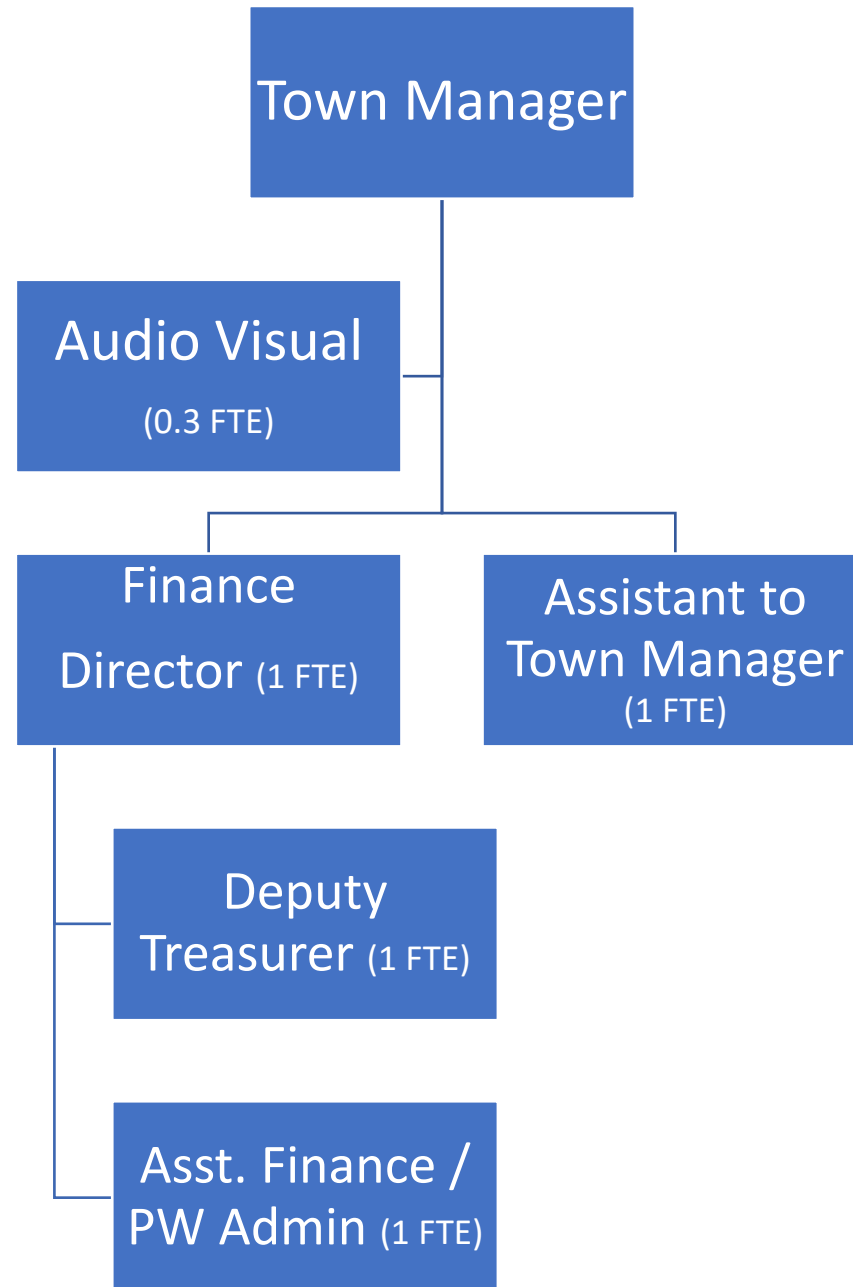 Town Manager
Audio Visual
(0.3 FTE)
Finance
Director (1 FTE)
Assistant to
Town Manager
(1 FTE)
Deputy
Treasurer (1 FTE)
Asst. Finance /
PW Admin (1 FTE)